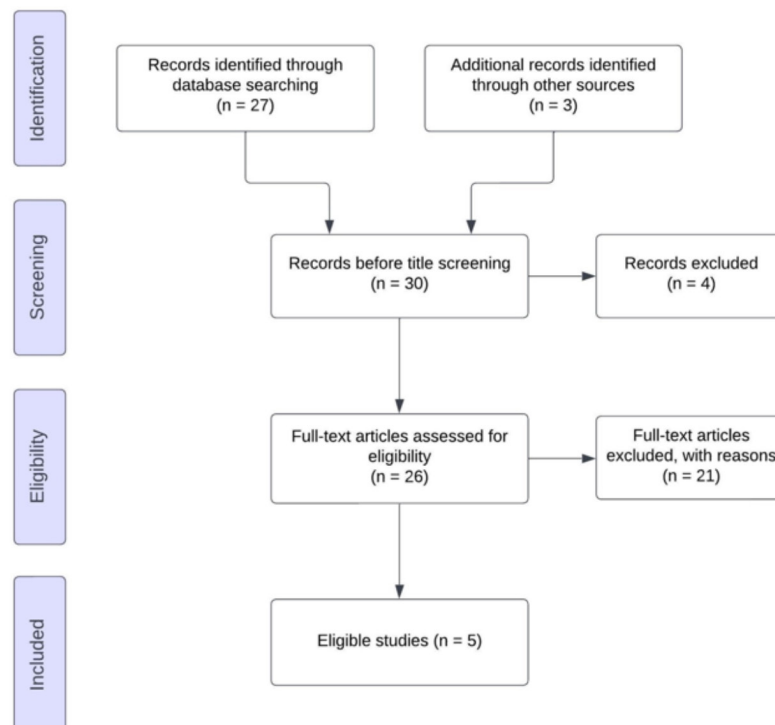 Identification
Records identified through
database searching
(n = 27)
Additional records identified
through other sources
(n = 3)
Screening
Records before title screening
(n = 30)
Records excluded
(n = 4)
Eligibility
Full-text articles assessed for
eligibility
(n = 26)
Full-text articles
excluded, with reasons
(n = 21)
Included
Eligible studies (n = 5)